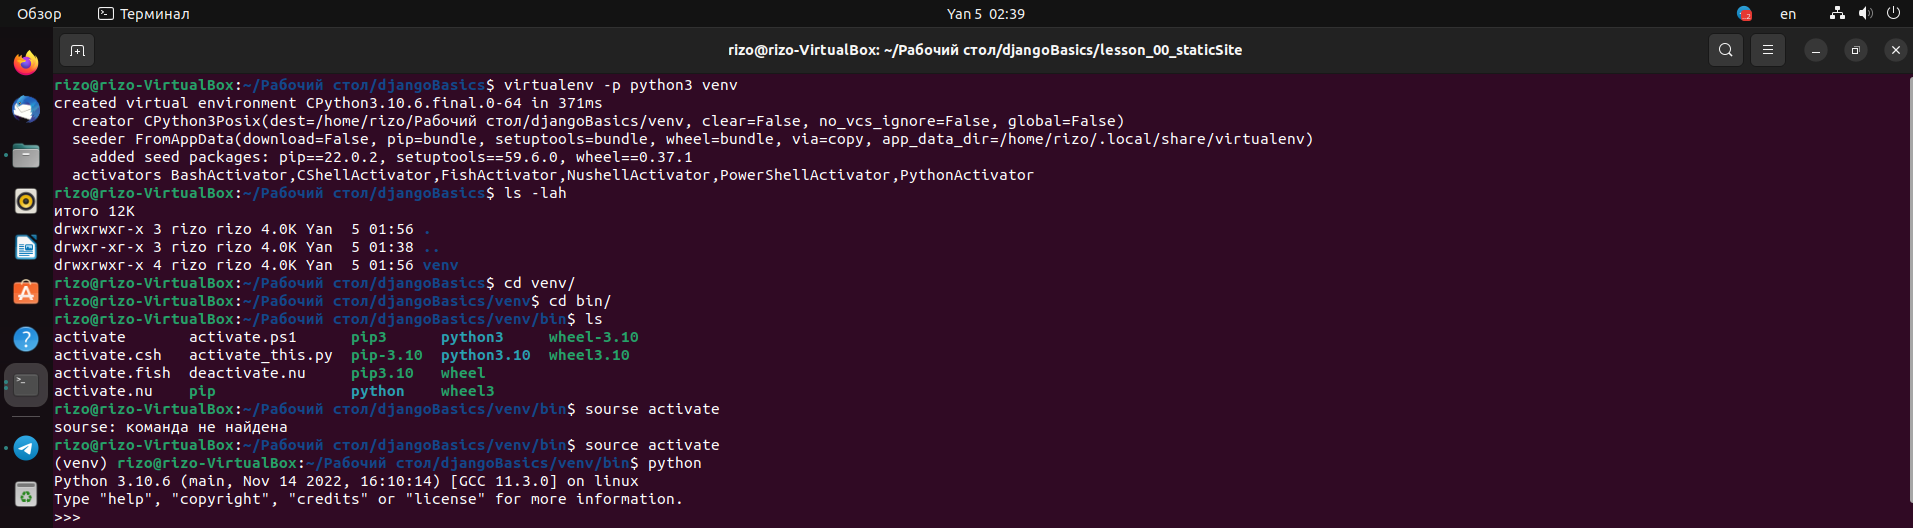 Обзор Терминал Yan 5 02:39 en
rizo@rizo-VirtualBox: ~/Рабочий стол/djangoBasics/lesson_00_staticSite
rizo@rizo-VirtualBox:~/Рабочий стол/djangoBasics$ virtualenv -p python3 venv
created virtual environment CPython3.10.6.final.0-64 in 371ms
  creator CPython3Posix(dest=/home/rizo/Рабочий стол/djangoBasics/venv, clear=False, no_vcs_ignore=False, global=False)
  seeder FromAppData(download=False, pip=bundle, setuptools=bundle, wheel=bundle, via=copy, app_data_dir=/home/rizo/.local/share/virtualenv)
    added seed packages: pip==22.0.2, setuptools==59.6.0, wheel==0.37.1
  activators BashActivator,CShellActivator,FishActivator,NushellActivator,PowerShellActivator,PythonActivator
rizo@rizo-VirtualBox:~/Рабочий стол/djangoBasics$ ls -lah
итого 12K
drwxrwxr-x 3 rizo rizo 4.0K Yan  5 01:56 .
drwxr-xr-x 3 rizo rizo 4.0K Yan  5 01:38 ..
drwxrwxr-x 4 rizo rizo 4.0K Yan  5 01:56 venv
rizo@rizo-VirtualBox:~/Рабочий стол/djangoBasics$ cd venv/
rizo@rizo-VirtualBox:~/Рабочий стол/djangoBasics/venv$ cd bin/
rizo@rizo-VirtualBox:~/Рабочий стол/djangoBasics/venv/bin$ ls
activate       activate.ps1      pip3      python3     wheel-3.10
activate.csh   activate_this.py  pip-3.10  python3.10  wheel3.10
activate.fish  deactivate.nu     pip3.10   wheel
activate.nu    pip               python    wheel3
rizo@rizo-VirtualBox:~/Рабочий стол/djangoBasics/venv/bin$ sourse activate
sourse: команда не найдена
rizo@rizo-VirtualBox:~/Рабочий стол/djangoBasics/venv/bin$ source activate
(venv) rizo@rizo-VirtualBox:~/Рабочий стол/djangoBasics/venv/bin$ python
Python 3.10.6 (main, Nov 14 2022, 16:10:14) [GCC 11.3.0] on linux
Type "help", "copyright", "credits" or "license" for more information.
>>>